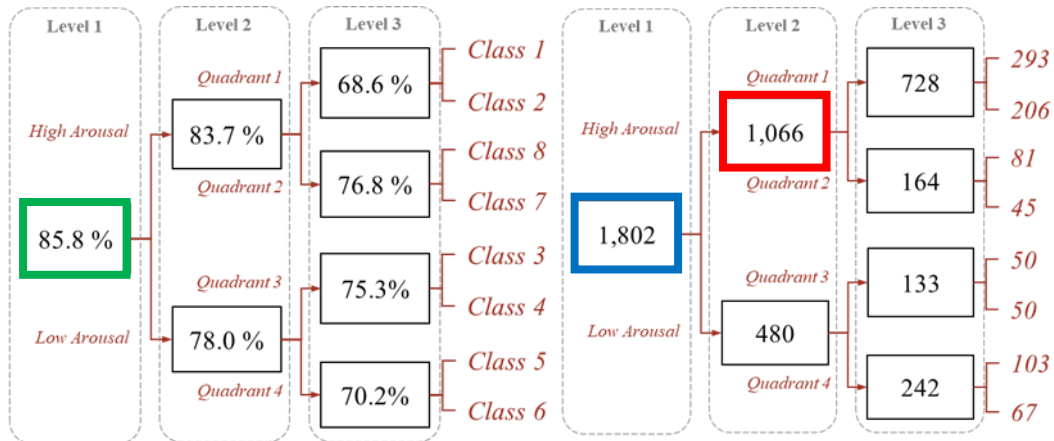 Level 1
Level 2
Level 3
High Arousal
Low Arousal
85.8 %
Quadrant 1
83.7 %
Quadrant 2
Quadrant 3
78.0 %
Quadrant 4
68.6 %
76.8 %
75.3%
70.2%
Class 1
Class 2
Class 8
Class 7
Class 3
Class 4
Class 5
Class 6
Level 1
Level 2
Level 3
High Arousal
Low Arousal
1,802
Quadrant 1
1,066
Quadrant 2
Quadrant 3
480
Quadrant 4
728
164
133
242
293
206
81
45
50
50
103
67